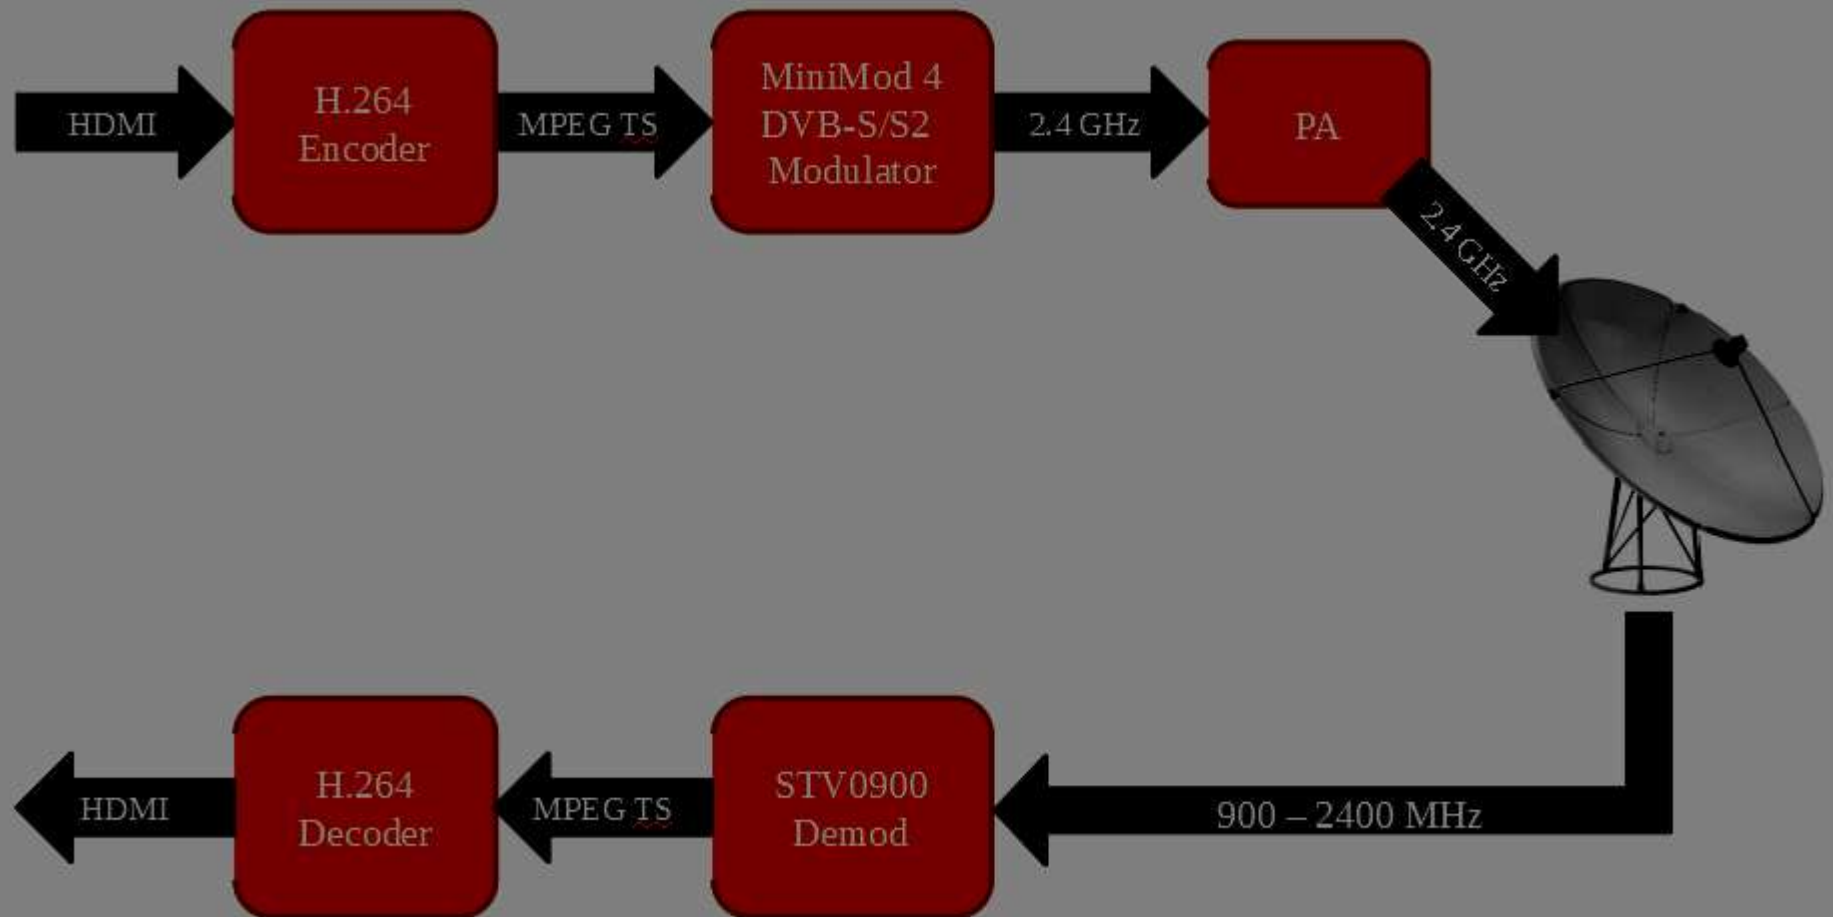 HDMI
H.264
Encoder
MPEG TS
MiniMod 4
DVB-S/S2
Modulator
2.4 GHz
PA
2.4 GHz
900 – 2400 MHz
STV0900
Demod
MPEG TS
H.264
Decoder
HDMI